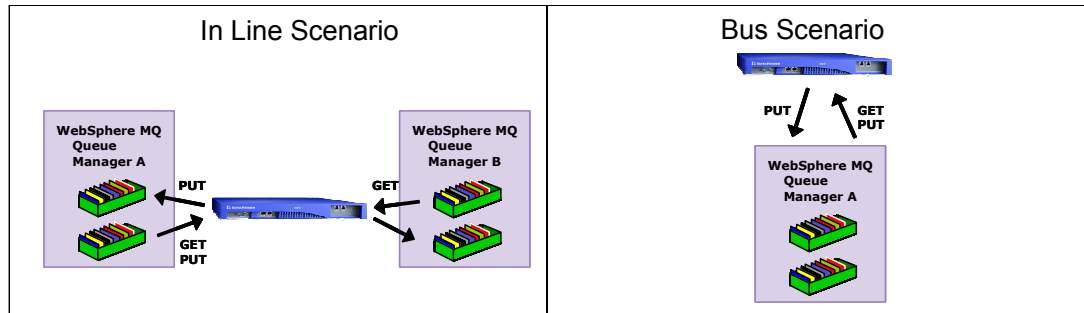 In Line Scenario
WebSphere MQ
Queue
Manager A
PUT
GET
PUT
GET
WebSphere MQ
Queue
Manager B
Bus Scenario
PUT
GET
PUT
WebSphere MQ
Queue
Manager A